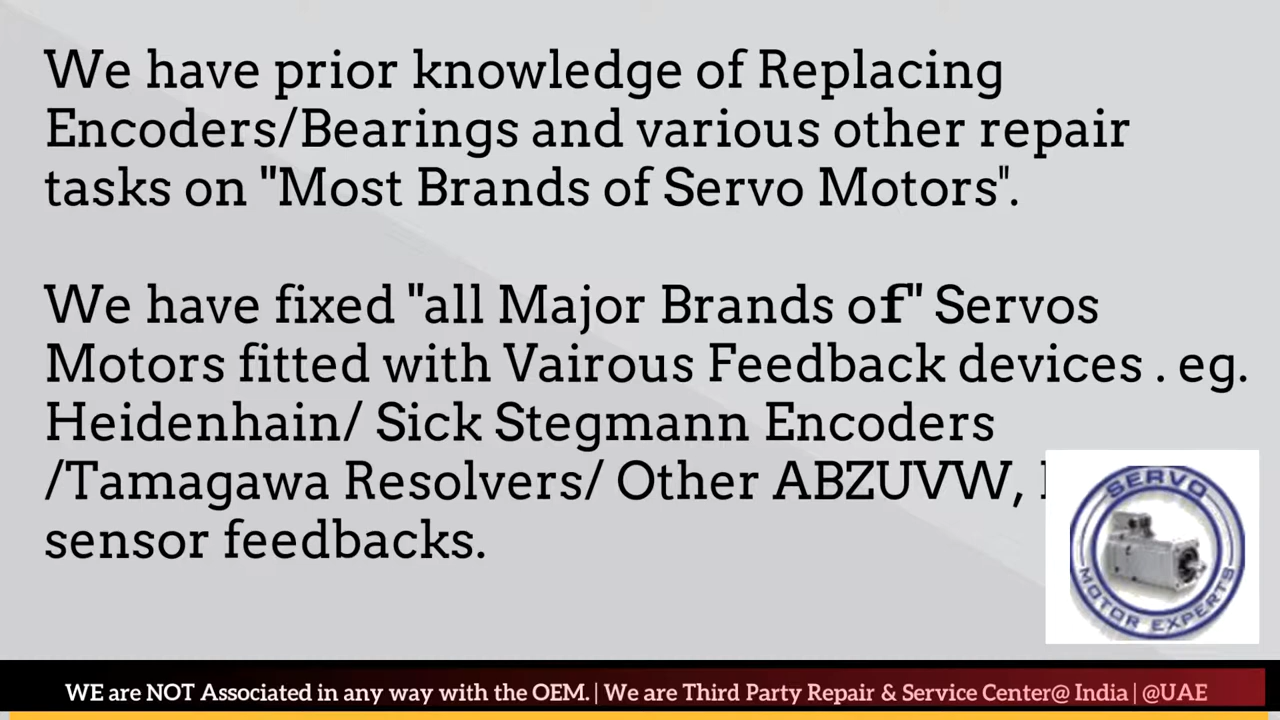 We have prior knowledge of Replacing
Encoders/Bearings and various other repair
tasks on "Most Brands of Servo Motors".
We have fixed "all Major Brands of" Servos
Motors fitted with Vairous Feedback devices . eg.
Heidenhain/ Sick Stegmann Encoders
/Tamagawa Resolvers/ Other ABZUVW,
sensor feedbacks.
SERVO
MOTOR EXPERTS
WE are NOT Associated in any way with the OEM. | We are Third Party Repair & Service Center@ India | @UAE